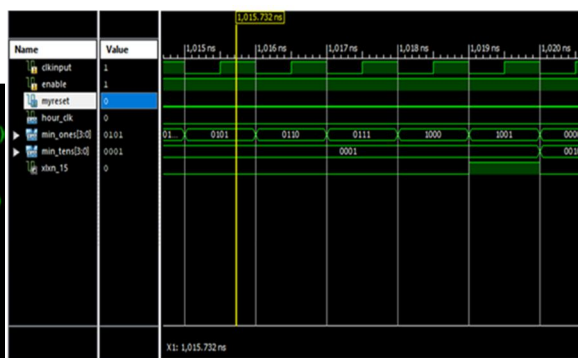 1,015.732 ns
Name Value 1,015 ns 1,016 ns 1,017 ns 1,018 ns 1,019 ns 1,020 ns
clkinput 1
enable 1
myreset 0
hour_clk 0
min_ones[3:0] 0101 01... 0101 0110 0111 1000 1001 000
min_tens[3:0] 0001 0001 001
xlxn_15 0
X1: 1,015.732 ns